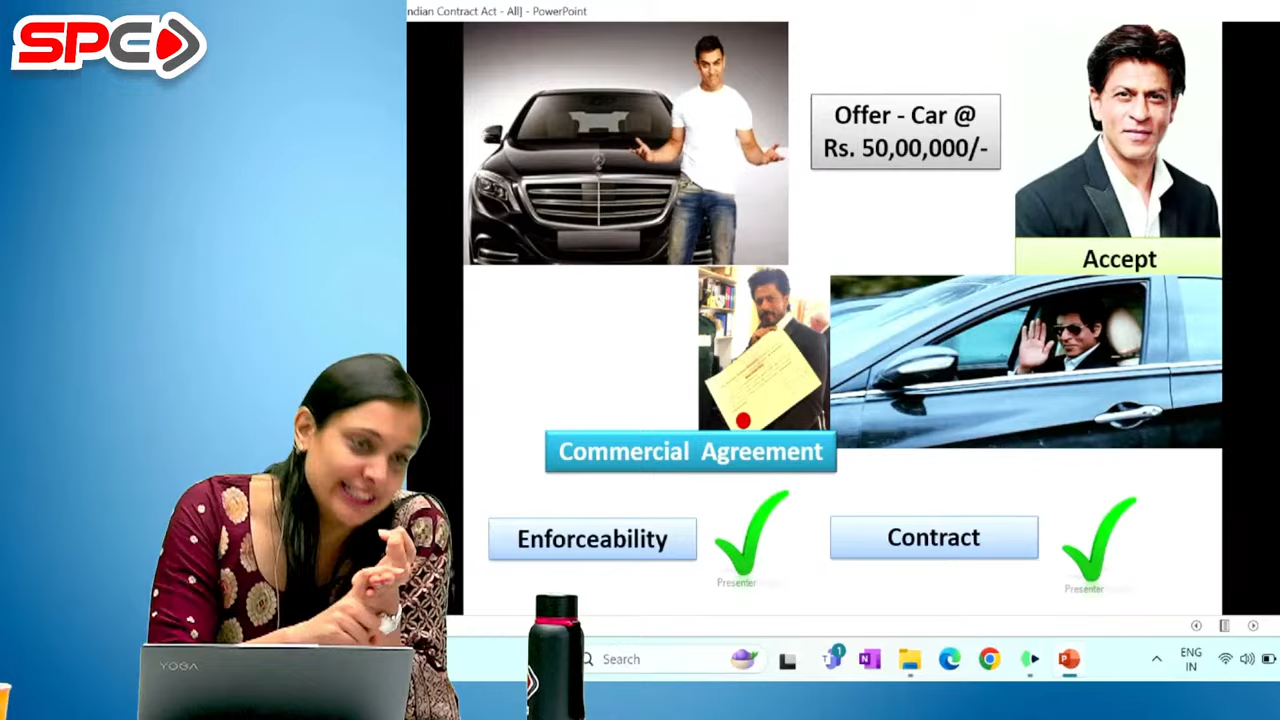 SPC
ndian Contract Act - All] - PowerPoint
Offer - Car @
Rs. 50,00,000/-
Accept
Commercial Agreement
Enforceability
Contract
Presenter
Presenter
YOGA
Search
1
N
P
ENG
IN